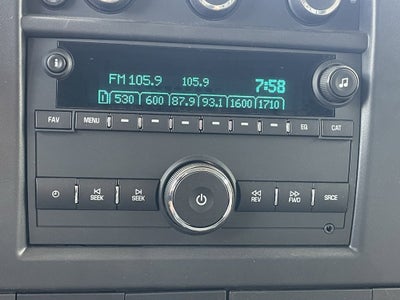 FM 105.9 105.9 7:58
1 530 600 87.9 93.1 1600 1710
FAV MENU EQ CAT
SEEK SEEK REV FWD SRCE